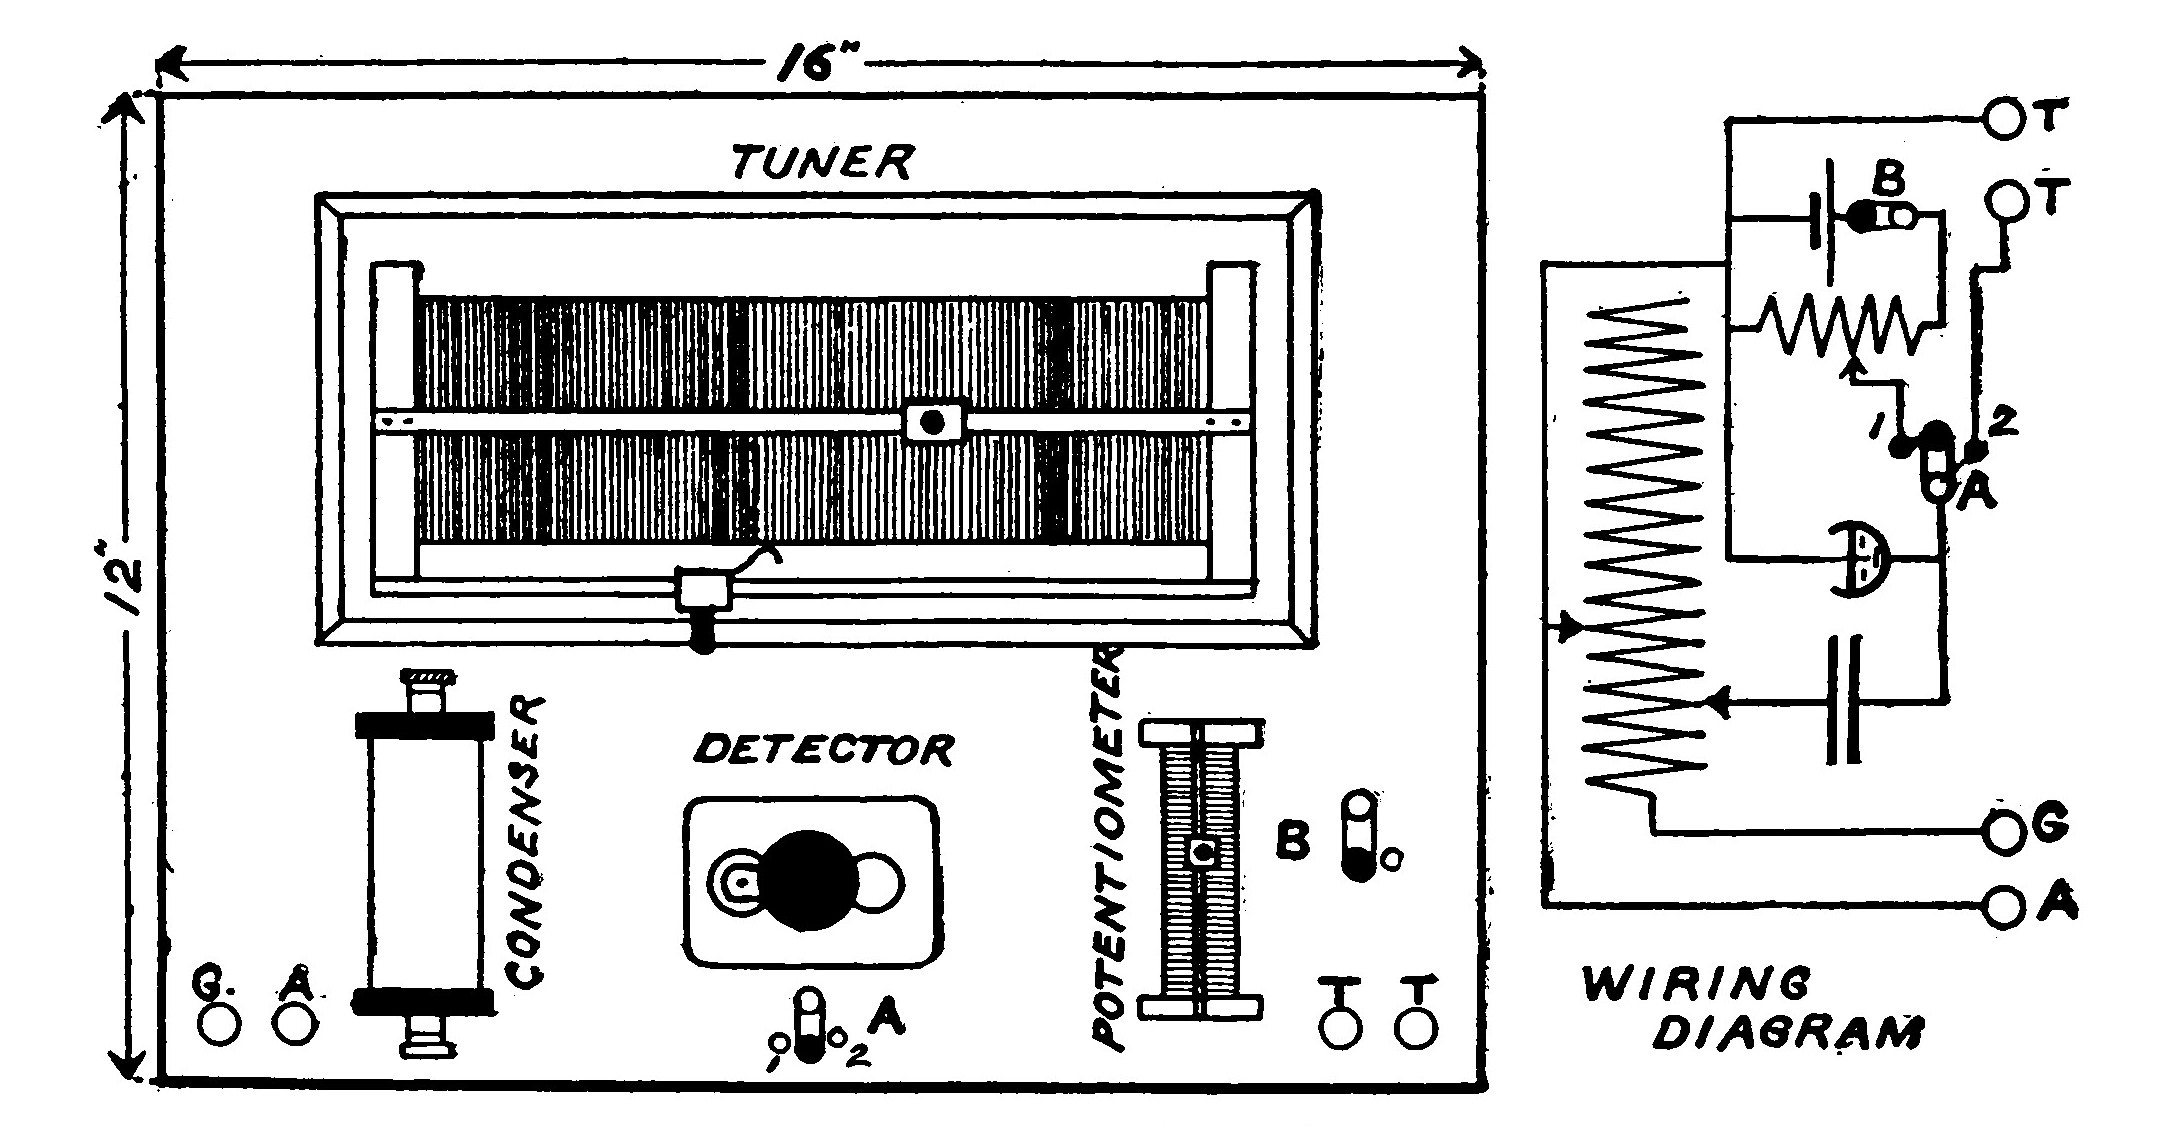 16"
12"
TUNER
CONDENSER
DETECTOR
POTENTIOMETER
B
G. A
A
1 2
T T
T
B
T
1 2
A
G
A
WIRING
DIAGRAM